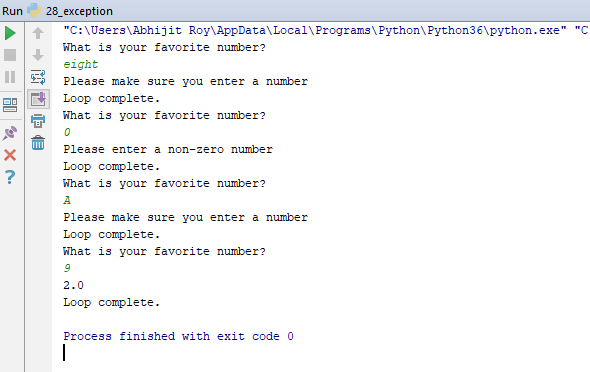 Run 28_exception
"C:\Users\Abhijit Roy\AppData\Local\Programs\Python\Python36\python.exe" "C
What is your favorite number?
eight
Please make sure you enter a number
Loop complete.
What is your favorite number?
0
Please enter a non-zero number
Loop complete.
What is your favorite number?
A
Please make sure you enter a number
Loop complete.
What is your favorite number?
9
2.0
Loop complete.
Process finished with exit code 0